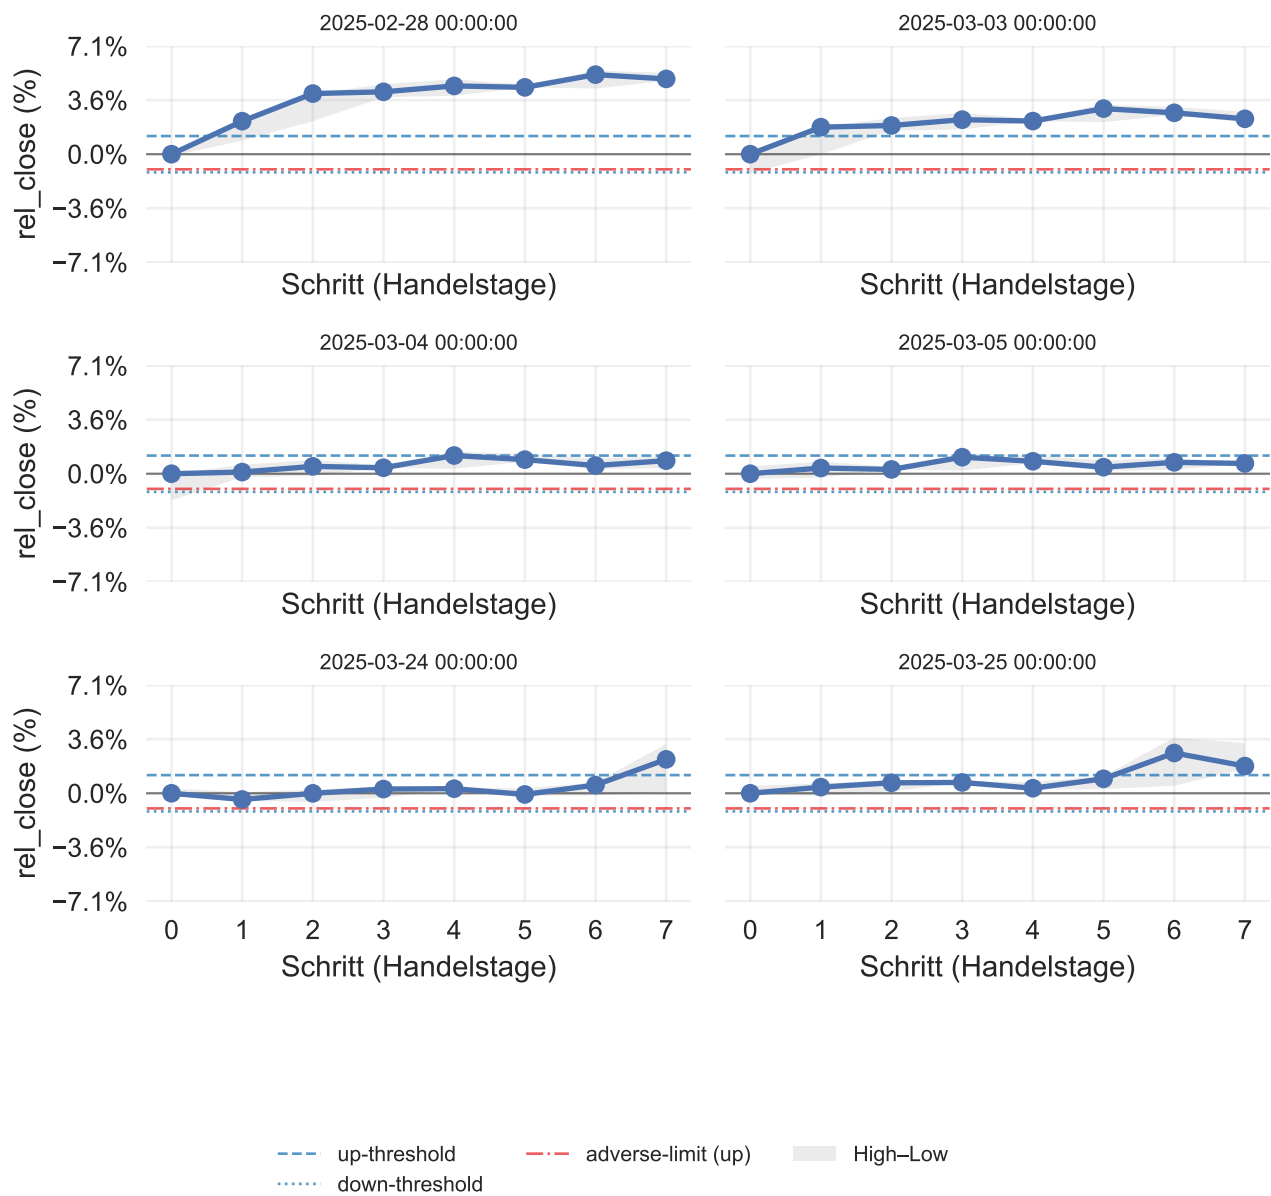 2025-02-28 00:00:00
2025-03-03 00:00:00
7.1%
3.6%
0.0%
−3.6%
−7.1%
rel_close (%)
Schritt (Handelstage)
Schritt (Handelstage)
2025-03-04 00:00:00
2025-03-05 00:00:00
7.1%
3.6%
0.0%
−3.6%
−7.1%
rel_close (%)
Schritt (Handelstage)
Schritt (Handelstage)
2025-03-24 00:00:00
2025-03-25 00:00:00
7.1%
3.6%
0.0%
−3.6%
−7.1%
rel_close (%)
0 1 2 3 4 5 6 7
0 1 2 3 4 5 6 7
Schritt (Handelstage)
Schritt (Handelstage)
up-threshold
down-threshold
adverse-limit (up)
High–Low